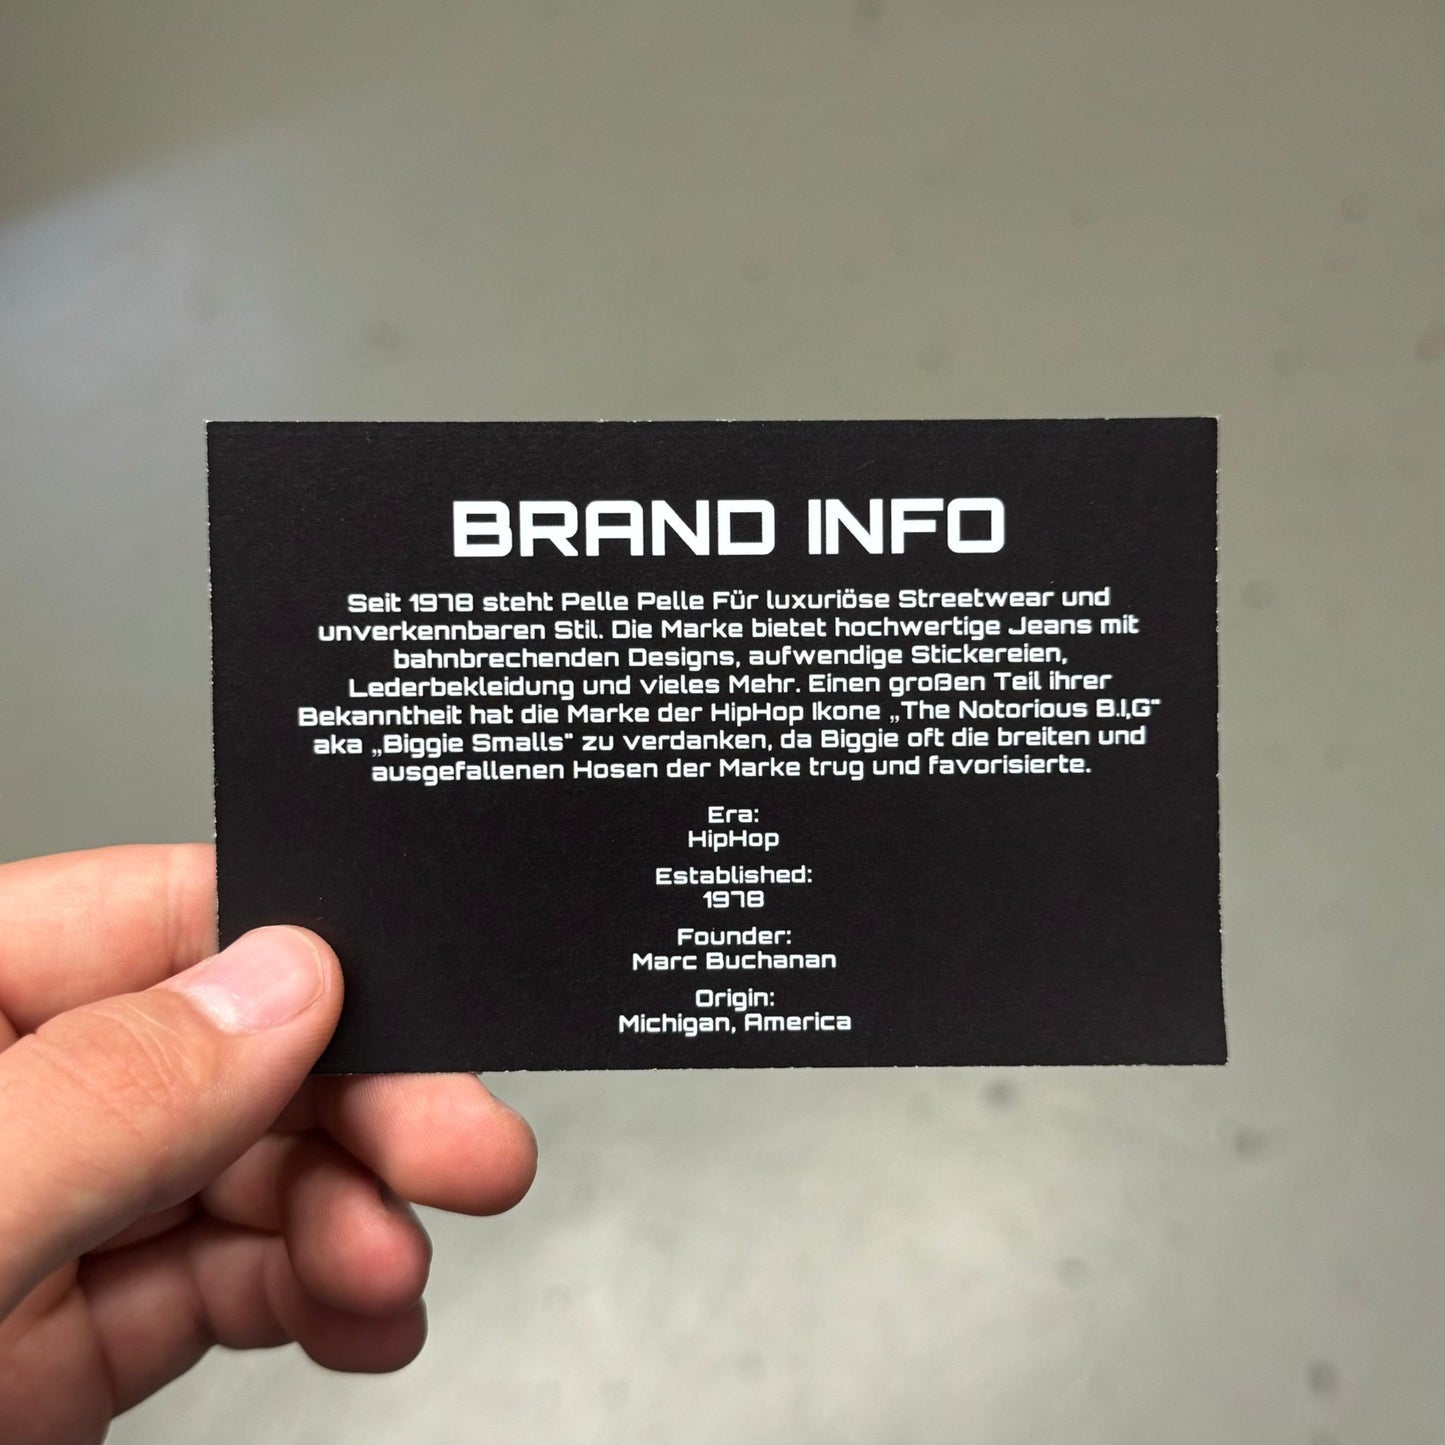 BRAND INFO
Seit 1978 steht Pelle Pelle Für luxuriöse Streetwear und
unverkennbaren Stil. Die Marke bietet hochwertige Jeans mit
bahnbrechenden Designs, aufwendige Stickereien,
Lederbekleidung und vieles Mehr. Einen großen Teil ihrer
Bekanntheit hat die Marke der HipHop Ikone „The Notorious B.I,G“
aka „Biggie Smalls“ zu verdanken, da Biggie oft die breiten und
ausgefallenen Hosen der Marke trug und favorisierte.
Era:
HipHop
Established:
1978
Founder:
Marc Buchanan
Origin:
Michigan, America